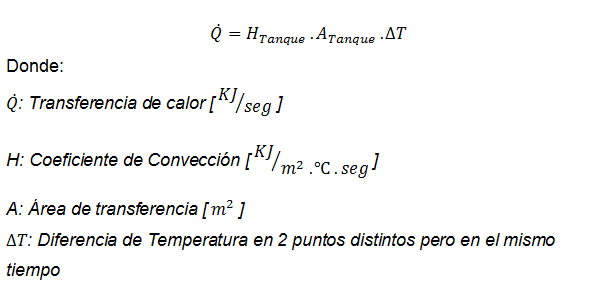 Q̇ = H_Tanque . A_Tanque . ΔT
Donde:
Q̇: Transferencia de calor [KJ/seg ]
H: Coeficiente de Convección [KJ/m² .℃ . seg ]
A: Área de transferencia [m² ]
ΔT: Diferencia de Temperatura en 2 puntos distintos pero en el mismo
tiempo